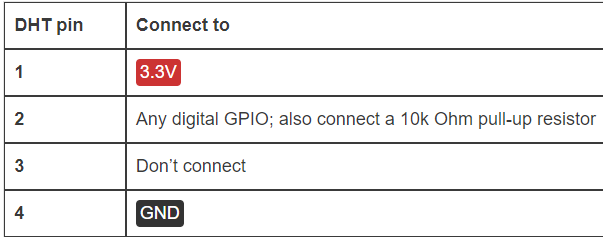 DHT pin Connect to
1 3.3V
2 Any digital GPIO; also connect a 10k Ohm pull-up resistor
3 Don’t connect
4 GND